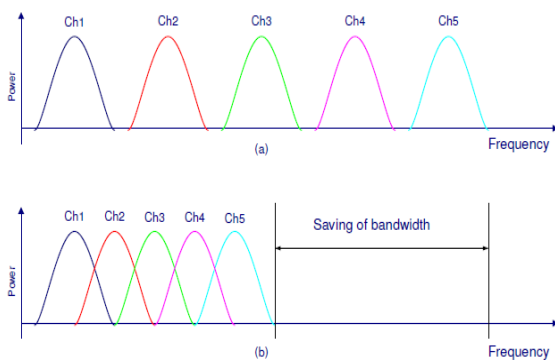 Ch1 Ch2 Ch3 Ch4 Ch5
Power
Frequency
(a)
Ch1 Ch2 Ch3 Ch4 Ch5
Saving of bandwidth
Power
Frequency
(b)